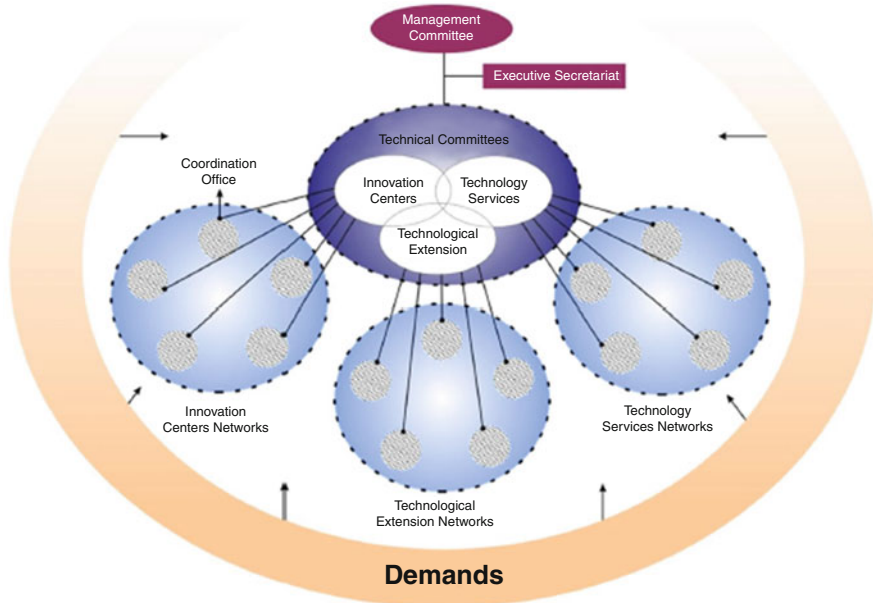 Management
Committee
Executive Secretariat
Technical Committees
Coordination
Office
Innovation
Centers
Technology
Services
Technological
Extension
Innovation
Centers Networks
Technology
Services Networks
Technological
Extension Networks
Demands